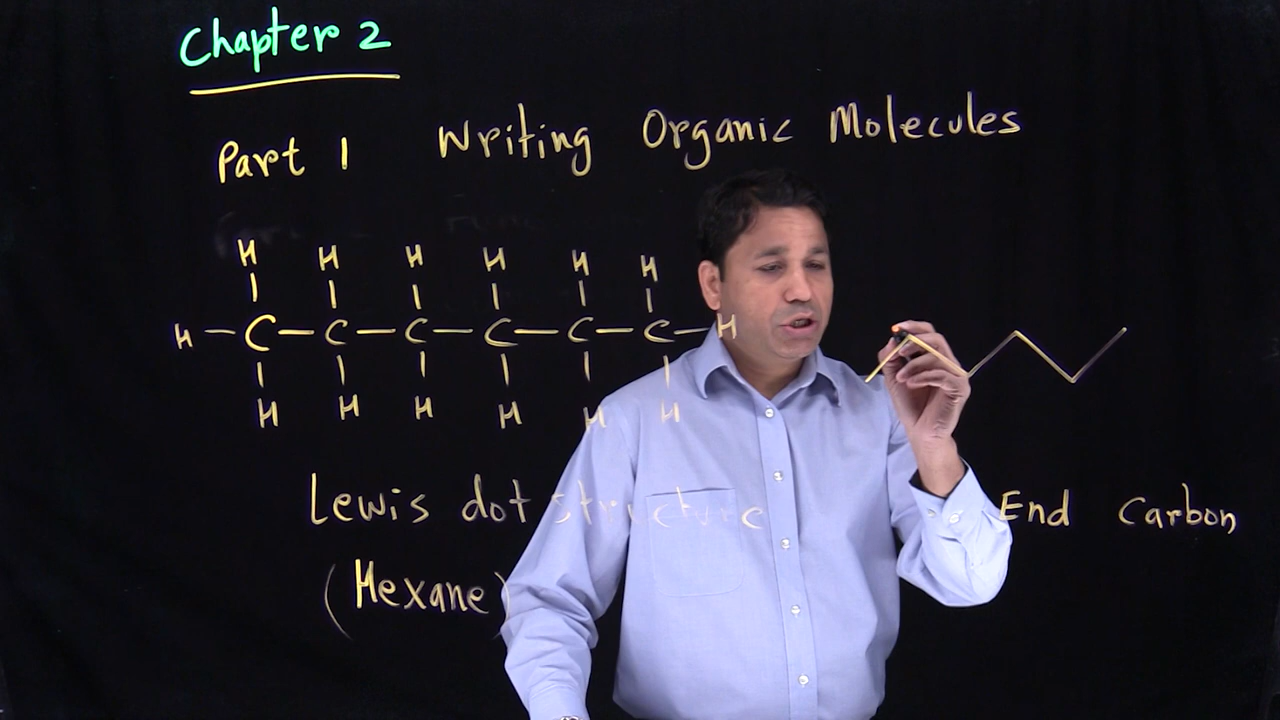 Chapter 2
Part 1 Writing Organic Molecules
H H H H H H
H - C - C - C - C - C - C - H
H H H H H H
Lewis dot structure
End Carbon
(Hexane)